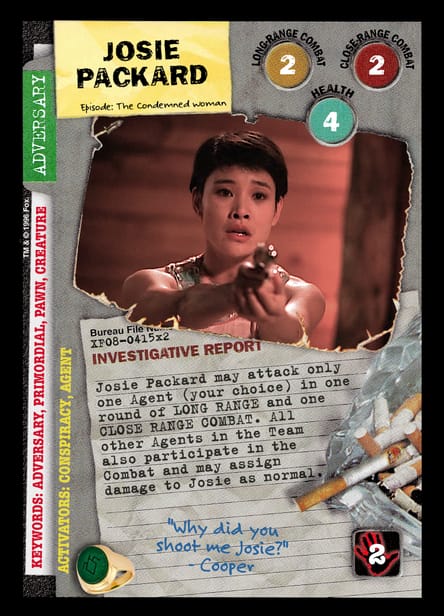 JOSIE
PACKARD
Episode: The Condemned woman
LONG-RANGE COMBAT
2
CLOSE-RANGE COMBAT
2
HEALTH
4
ADVERSARY
TM & © 1996 Fox.
KEYWORDS: ADVERSARY, PRIMORDIAL, PAWN, CREATURE
ACTIVATORS: CONSPIRACY, AGENT
Bureau File
XF08-0415x2
INVESTIGATIVE REPORT
Josie Packard may attack only
one Agent (your choice) in one
round of LONG RANGE and one
CLOSE RANGE COMBAT. All
other Agents in the Team
also participate in the
Combat and may assign
damage to Josie as normal.
"Why did you
shoot me Josie?"
- Cooper
2